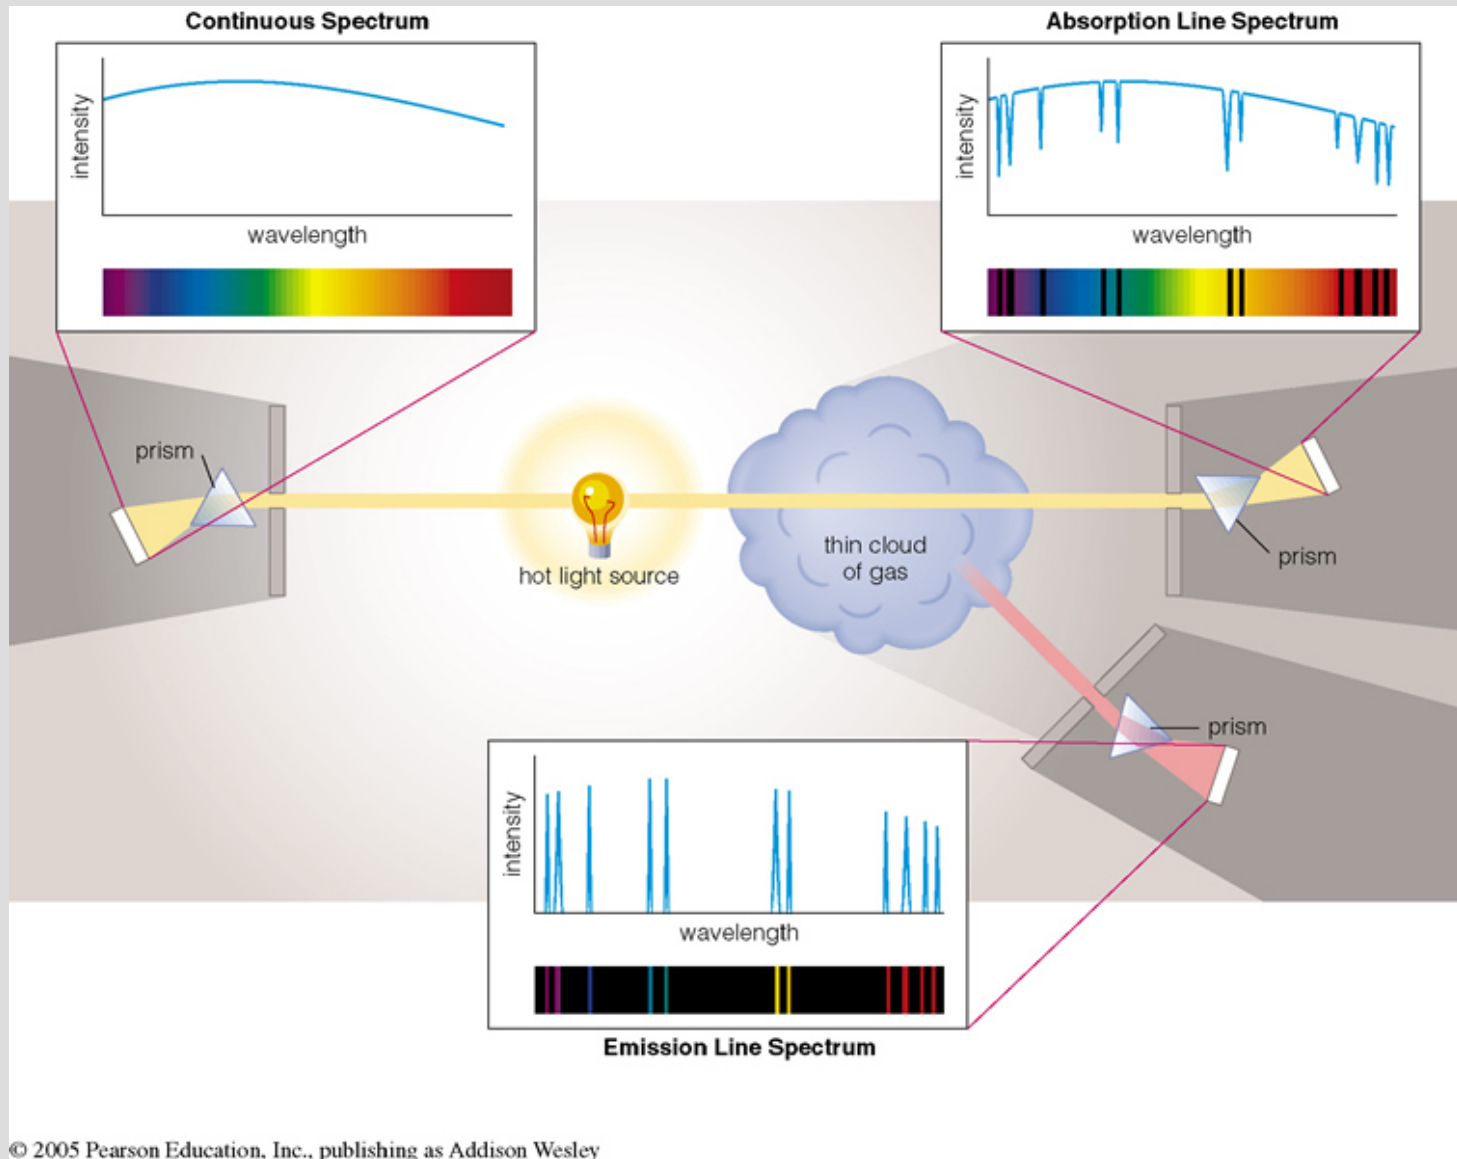 Continuous Spectrum
intensity
wavelength
Absorption Line Spectrum
intensity
wavelength
prism
hot light source
thin cloud
of gas
prism
prism
intensity
wavelength
Emission Line Spectrum
© 2005 Pearson Education, Inc., publishing as Addison Wesley